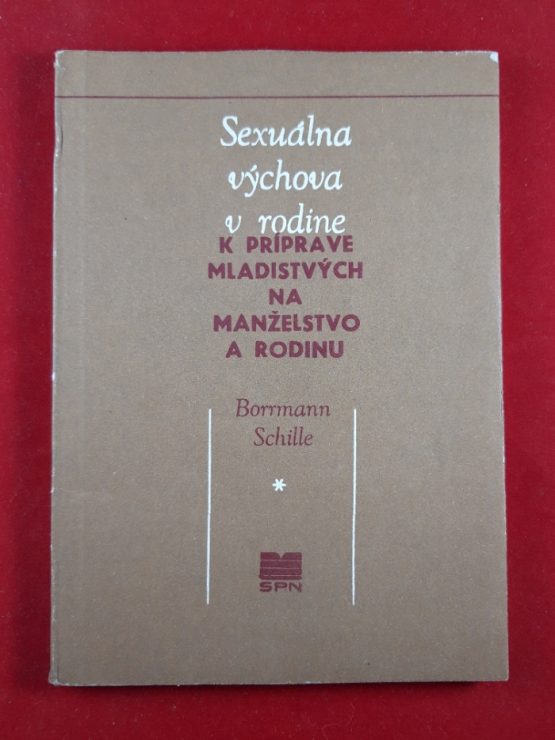 Sexuálna
výchova
v rodine
K PRÍPRAVE
MLADISTVÝCH
NA
MANŽELSTVO
A RODINU
Borrmann
Schille
*
SPN